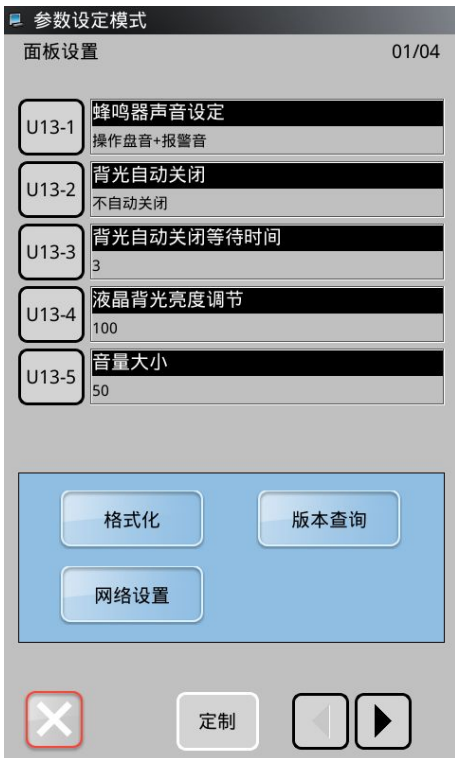 参数设定模式
面板设置 01/04
U13-1 蜂鸣器声音设定
操作盘音+报警音
U13-2 背光自动关闭
不自动关闭
U13-3 背光自动关闭等待时间
3
U13-4 液晶背光亮度调节
100
U13-5 音量大小
50
格式化 版本查询
网络设置
定制